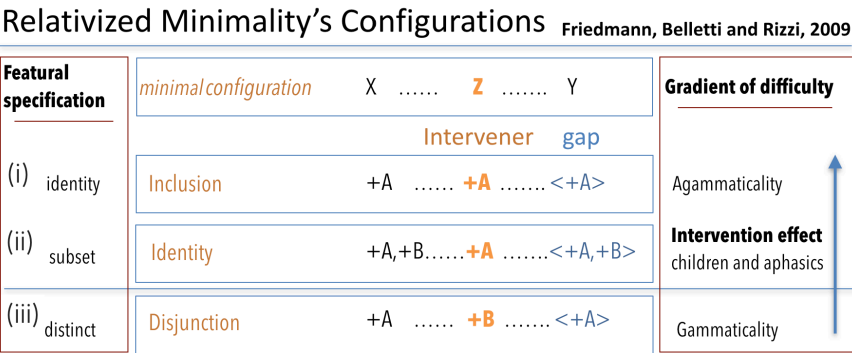 Relativized Minimality's Configurations Friedmann, Belletti and Rizzi, 2009
Featural specification
minimal configuration X ...... Z ....... Y
Gradient of difficulty
Intervener gap
(i) identity Inclusion +A ...... +A ....... <+A> Agammaticality
(ii) subset Identity +A,+B......+A .......<+A,+B> Intervention effect
children and aphasics
(iii) distinct Disjunction +A ...... +B ....... <+A> Gammaticality